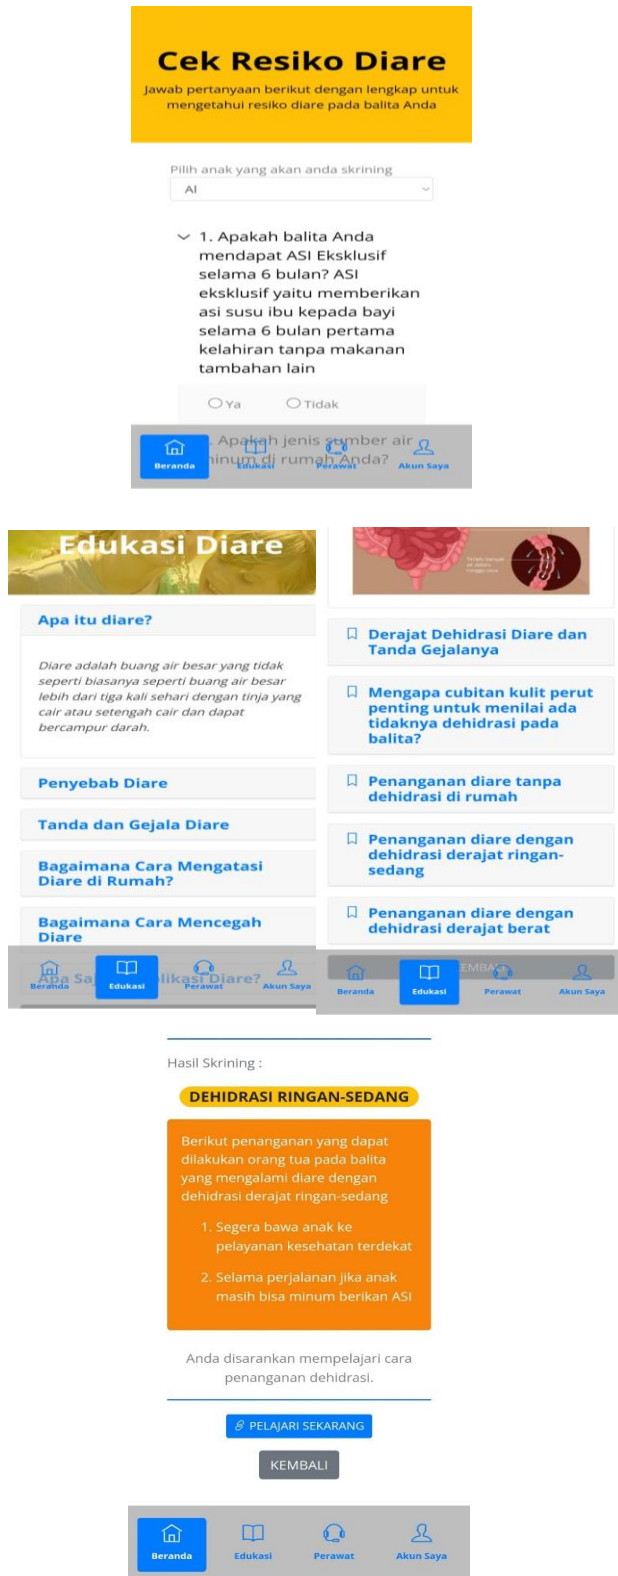 Cek Resiko Diare
Jawab pertanyaan berikut dengan lengkap untuk
mengetahui resiko diare pada balita Anda
Pilih anak yang akan anda skrining
Al
1. Apakah balita Anda
mendapat ASI Eksklusif
selama 6 bulan? ASI
eksklusif yaitu memberikan
asi susu ibu kepada bayi
selama 6 bulan pertama
kelahiran tanpa makanan
tambahan lain
Ya Tidak
. Apakah jenis sumber air
minum di rumah Anda?
Beranda Edukasi Perawat Akun Saya
Edukasi Diare
Apa itu diare?
Diare adalah buang air besar yang tidak
seperti biasanya seperti buang air besar
lebih dari tiga kali sehari dengan tinja yang
cair atau setengah cair dan dapat
bercampur darah.
Penyebab Diare
Tanda dan Gejala Diare
Bagaimana Cara Mengatasi
Diare di Rumah?
Bagaimana Cara Mencegah
Diare
Apa Sa likasi Diare?
Beranda Edukasi Perawat Akun Saya
Derajat Dehidrasi Diare dan
Tanda Gejalanya
Mengapa cubitan kulit perut
penting untuk menilai ada
tidaknya dehidrasi pada
balita?
Penanganan diare tanpa
dehidrasi di rumah
Penanganan diare dengan
dehidrasi derajat ringan-
sedang
Penanganan diare dengan
dehidrasi derajat berat
Beranda Edukasi Perawat Akun Saya
Hasil Skrining :
DEHIDRASI RINGAN-SEDANG
Berikut penanganan yang dapat
dilakukan orang tua pada balita
yang mengalami diare dengan
dehidrasi derajat ringan-sedang
1. Segera bawa anak ke
pelayanan kesehatan terdekat
2. Selama perjalanan jika anak
masih bisa minum berikan ASI
Anda disarankan mempelajari cara
penanganan dehidrasi.
PELAJARI SEKARANG
KEMBALI
Beranda Edukasi Perawat Akun Saya